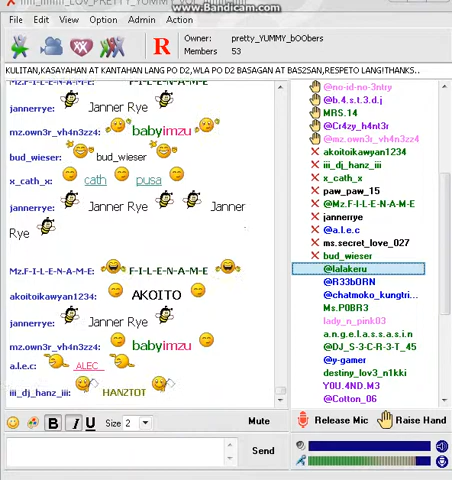 www.Bandicam.com
File Edit View Option Admin Action
R
Owner: pretty_YUMMY_bOObers
Members 53
KULITAN,KASAYAHAN AT KANTAHAN LANG PO D2,WLA PO D2 BASAGAN AT BAS2SAN,RESPETO LANG!THANKS..
Mz.F-I-L-E-N-A-M-E: F-I-L-E-N-A-M-E
jannerrye: Janner Rye
mz.own3r_vh4n3zz4: babyimzu
bud_wieser: bud_wieser
x_cath_x: cath pusa
jannerrye: Janner Rye Janner
Rye
Mz.F-I-L-E-N-A-M-E: F-I-L-E-N-A-M-E
akoitoikawyan1234: AKOITO
jannerrye: Janner Rye
mz.own3r_vh4n3zz4: babyimzu
a.l.e.c: ALEC
iii_dj_hanz_iii: HANZTOT
@no-id-no-3ntry
@b.4.s.t.3.d.j
MRS.14
@Cr4zy_h4nt3r
@mz.own3r_vh4n3zz4
akoitoikawyan1234
iii_dj_hanz_iii
x_cath_x
paw_paw_15
@Mz.F-I-L-E-N-A-M-E
jannerrye
@a.l.e.c
ms.secret_love_027
bud_wieser
@lalakeru
@R33bORN
@chatmoko_kungtri...
Ms.P0BR3
lady_n_pink03
a.n.g.e.l.a.s.s.a.s.i.n
@DJ_S-3-C-R-3-T_45
@y-gamer
destiny_lov3_n1kki
Y0U.4ND.M3
@Cotton_06
B I U Size 2 Mute
Release Mic Raise Hand
Send